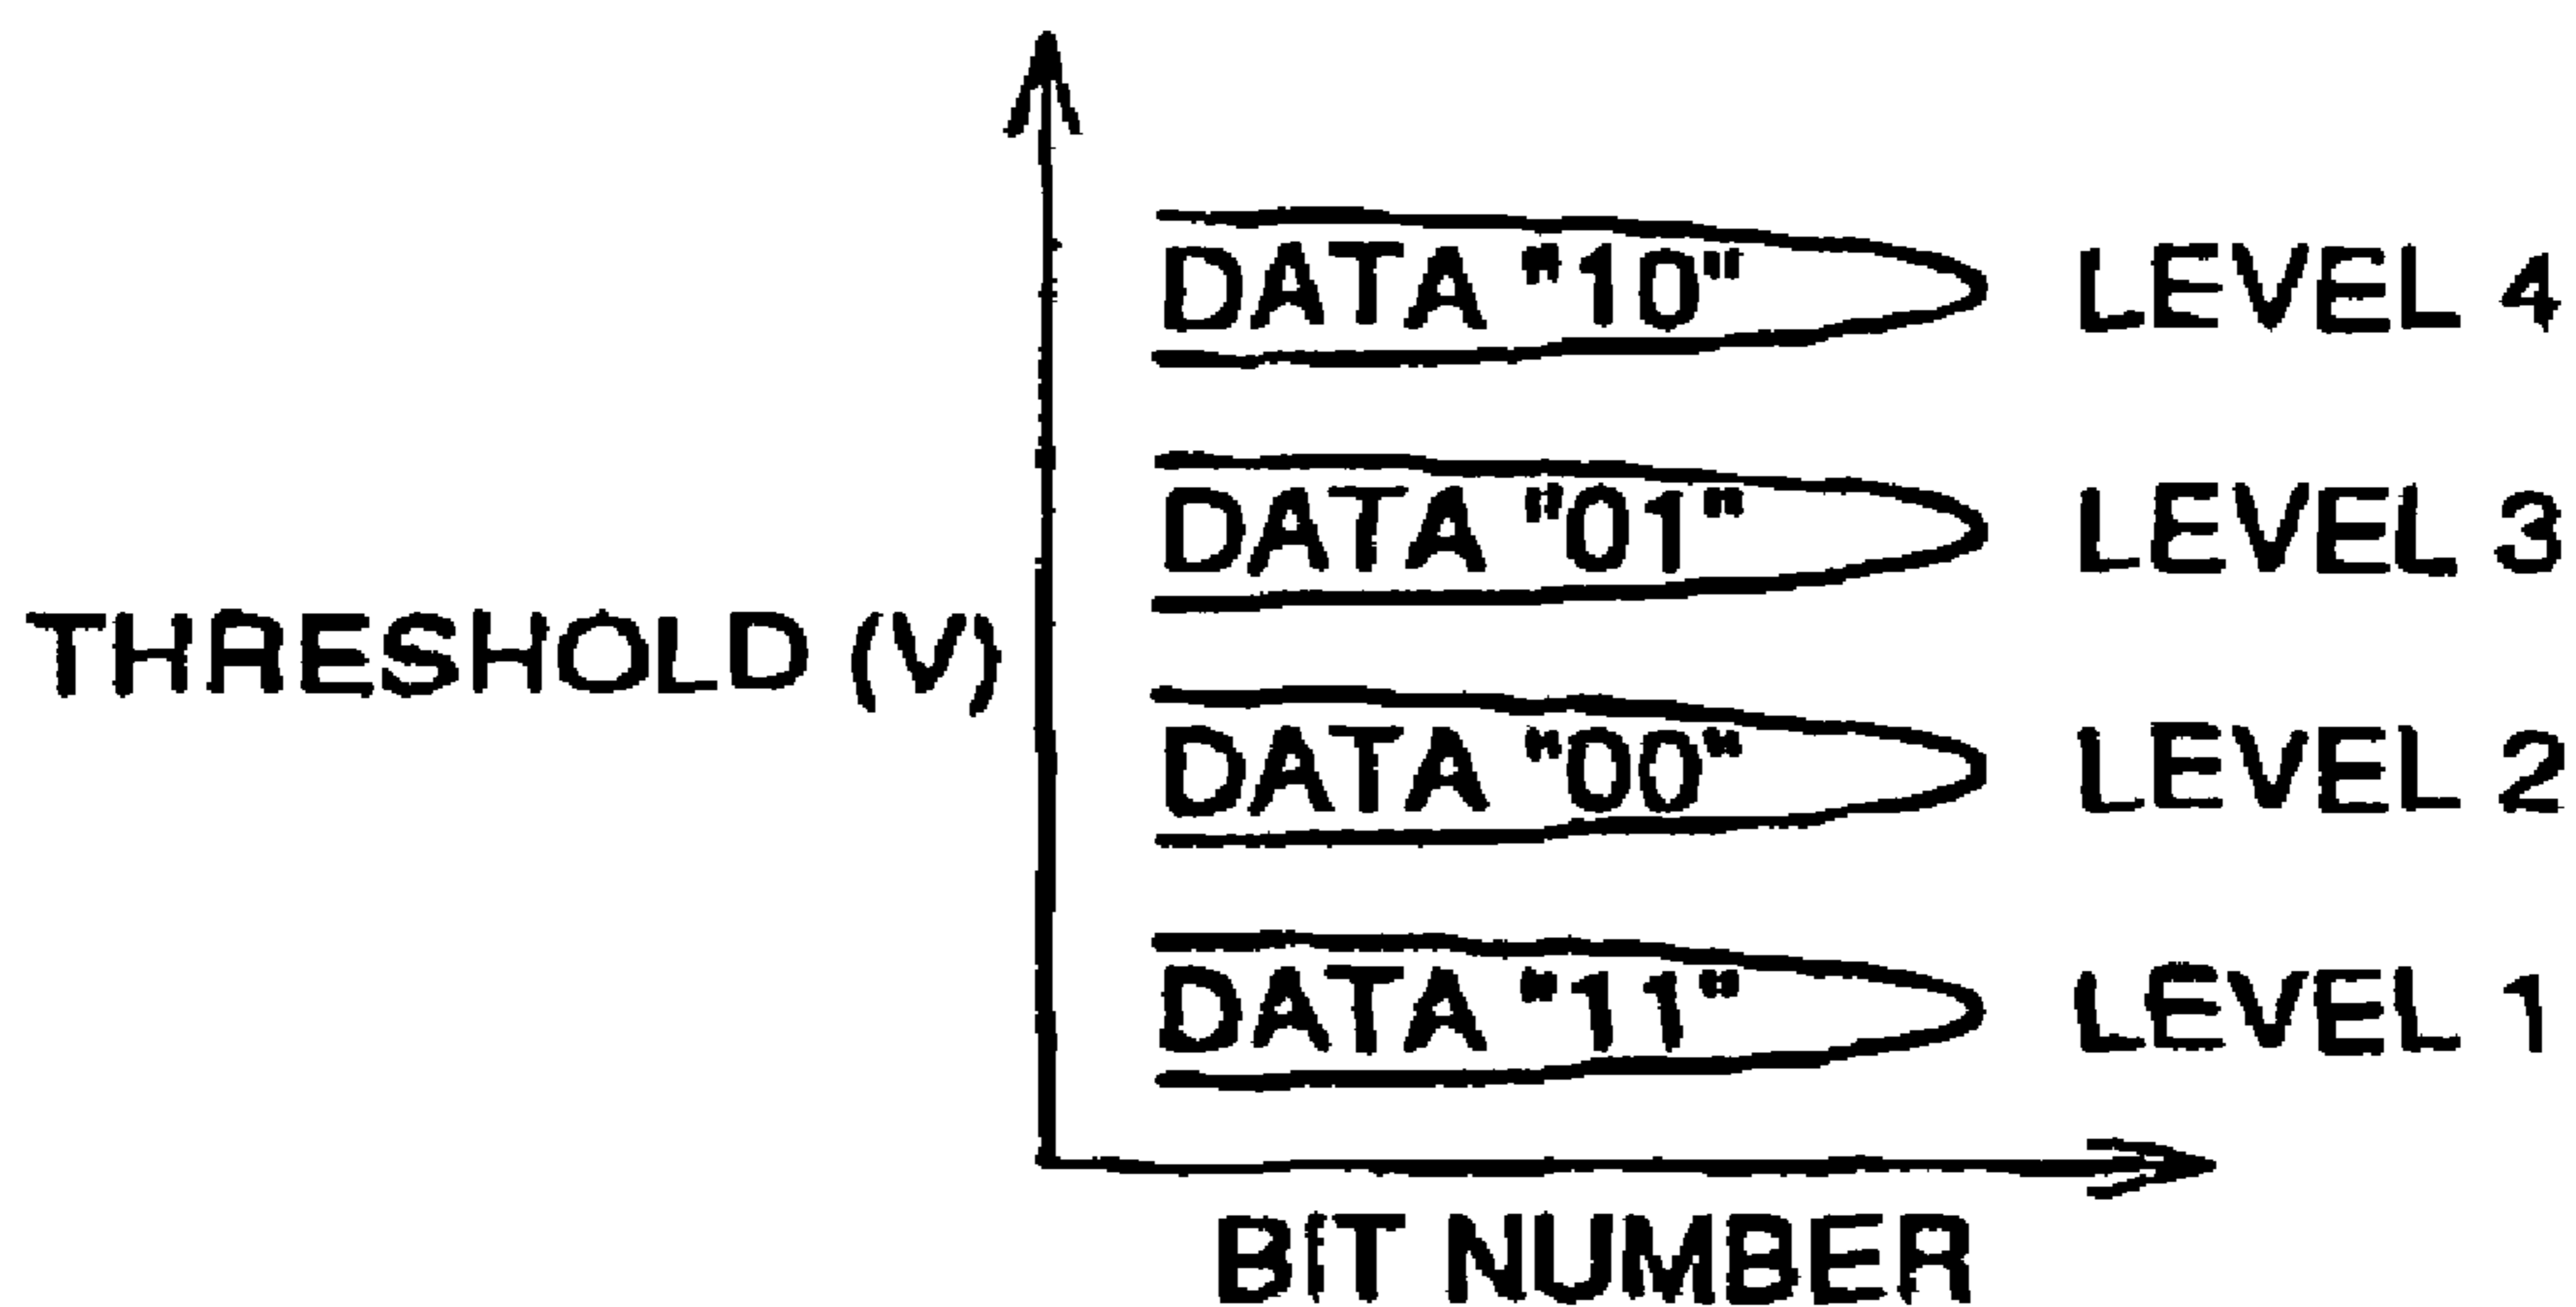 DATA "10" LEVEL 4
DATA "01" LEVEL 3
THRESHOLD (V)
DATA "00" LEVEL 2
DATA "11" LEVEL 1
BIT NUMBER